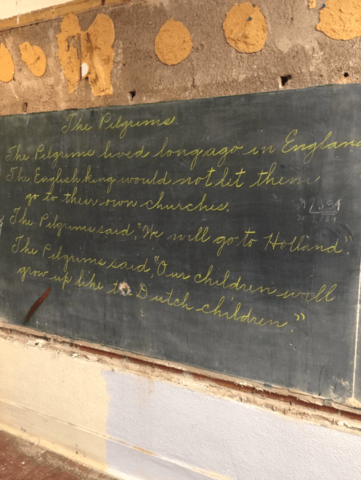 The Pilgrims.
The Pilgrims lived long ago in England
The English king would not let them
go to their own churches.
The Pilgrims said, "We will go to Holland".
The Pilgrims said, "Our children will
grow up like the Dutch children."